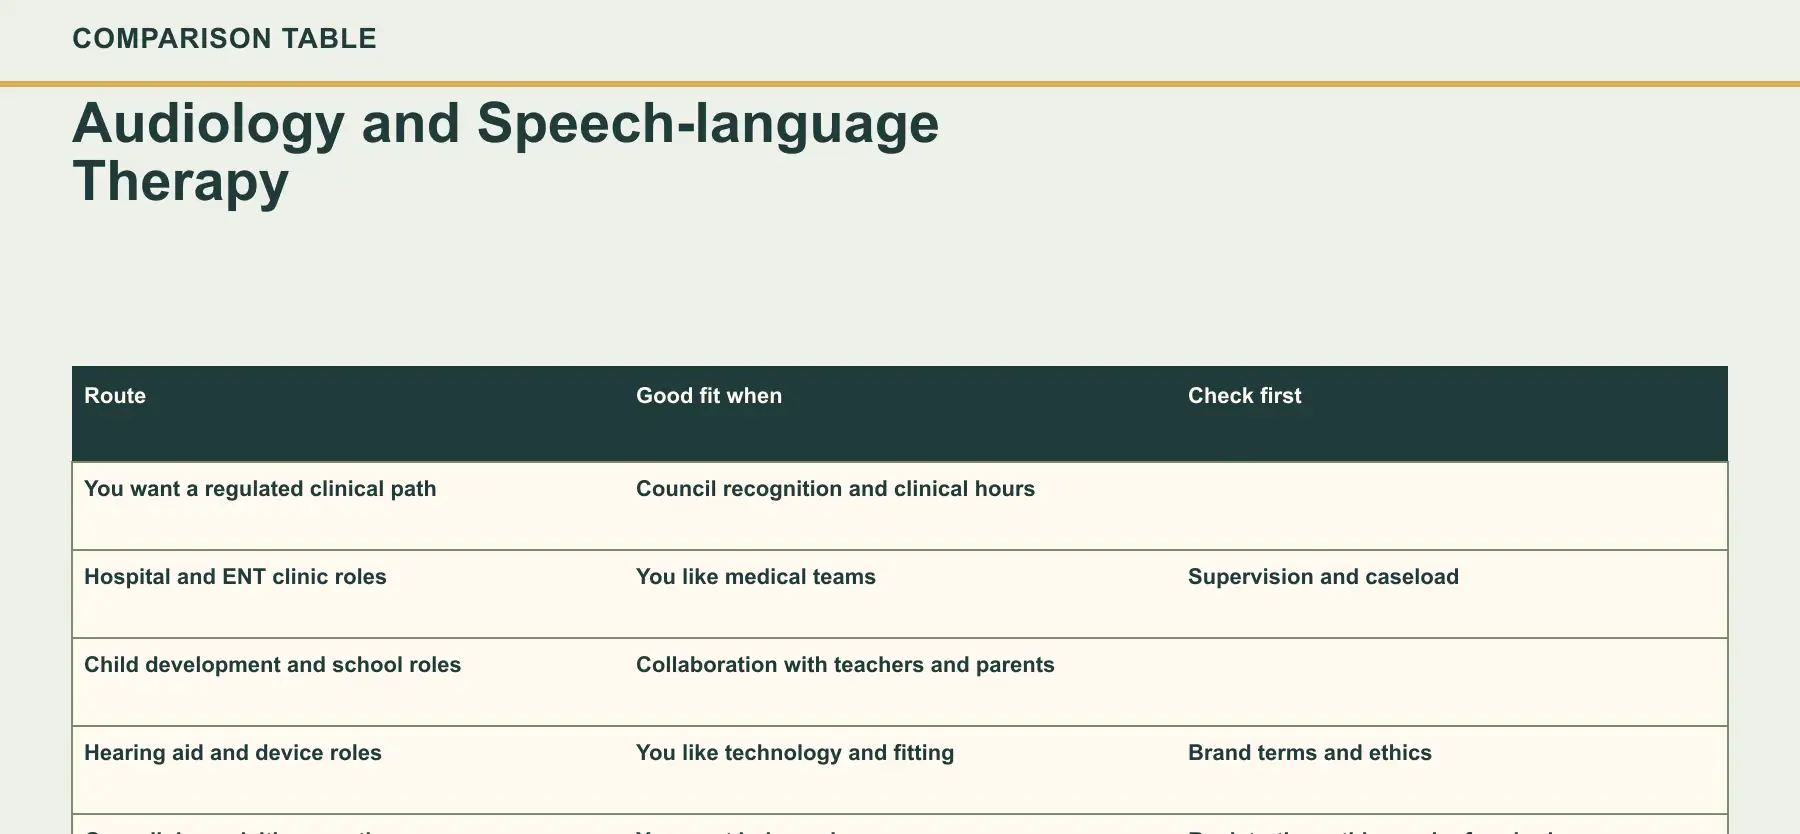 COMPARISON TABLE
Audiology and Speech-language
Therapy
Route Good fit when Check first
You want a regulated clinical path Council recognition and clinical hours
Hospital and ENT clinic roles You like medical teams Supervision and caseload
Child development and school roles Collaboration with teachers and parents
Hearing aid and device roles You like technology and fitting Brand terms and ethics